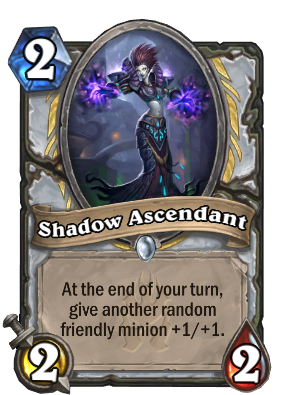 2
Shadow Ascendant
At the end of your turn,
give another random
friendly minion +1/+1.
2
2